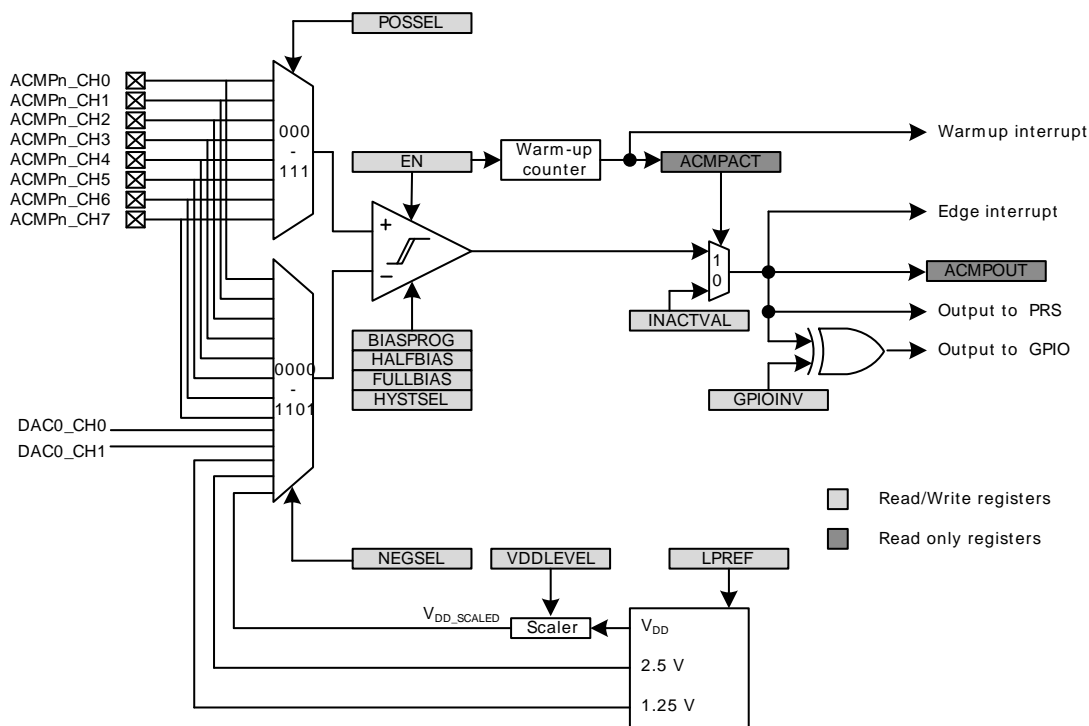 POSSEL
ACMPn_CH0
ACMPn_CH1
ACMPn_CH2
ACMPn_CH3
ACMPn_CH4
ACMPn_CH5
ACMPn_CH6
ACMPn_CH7
000
-
111
EN
Warm-up
counter
ACMPACT
Warmup interrupt
Edge interrupt
+
−
1
0
ACMPOUT
INACTVAL
Output to PRS
Output to GPIO
GPIOINV
BIASPROG
HALFBIAS
FULLBIAS
HYSTSEL
0000
-
1101
DAC0_CH0
DAC0_CH1
Read/Write registers
Read only registers
NEGSEL
VDDLEVEL
LPREF
VDD_SCALED
Scaler
VDD
2.5 V
1.25 V